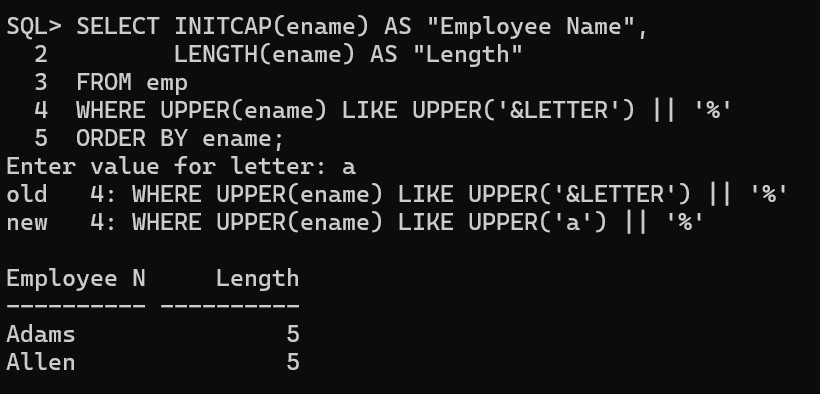 SQL> SELECT INITCAP(ename) AS "Employee Name",
  2         LENGTH(ename) AS "Length"
  3  FROM emp
  4  WHERE UPPER(ename) LIKE UPPER('&LETTER') || '%'
  5  ORDER BY ename;
Enter value for letter: a
old   4: WHERE UPPER(ename) LIKE UPPER('&LETTER') || '%'
new   4: WHERE UPPER(ename) LIKE UPPER('a') || '%'

Employee N     Length
---------- ----------
Adams               5
Allen               5